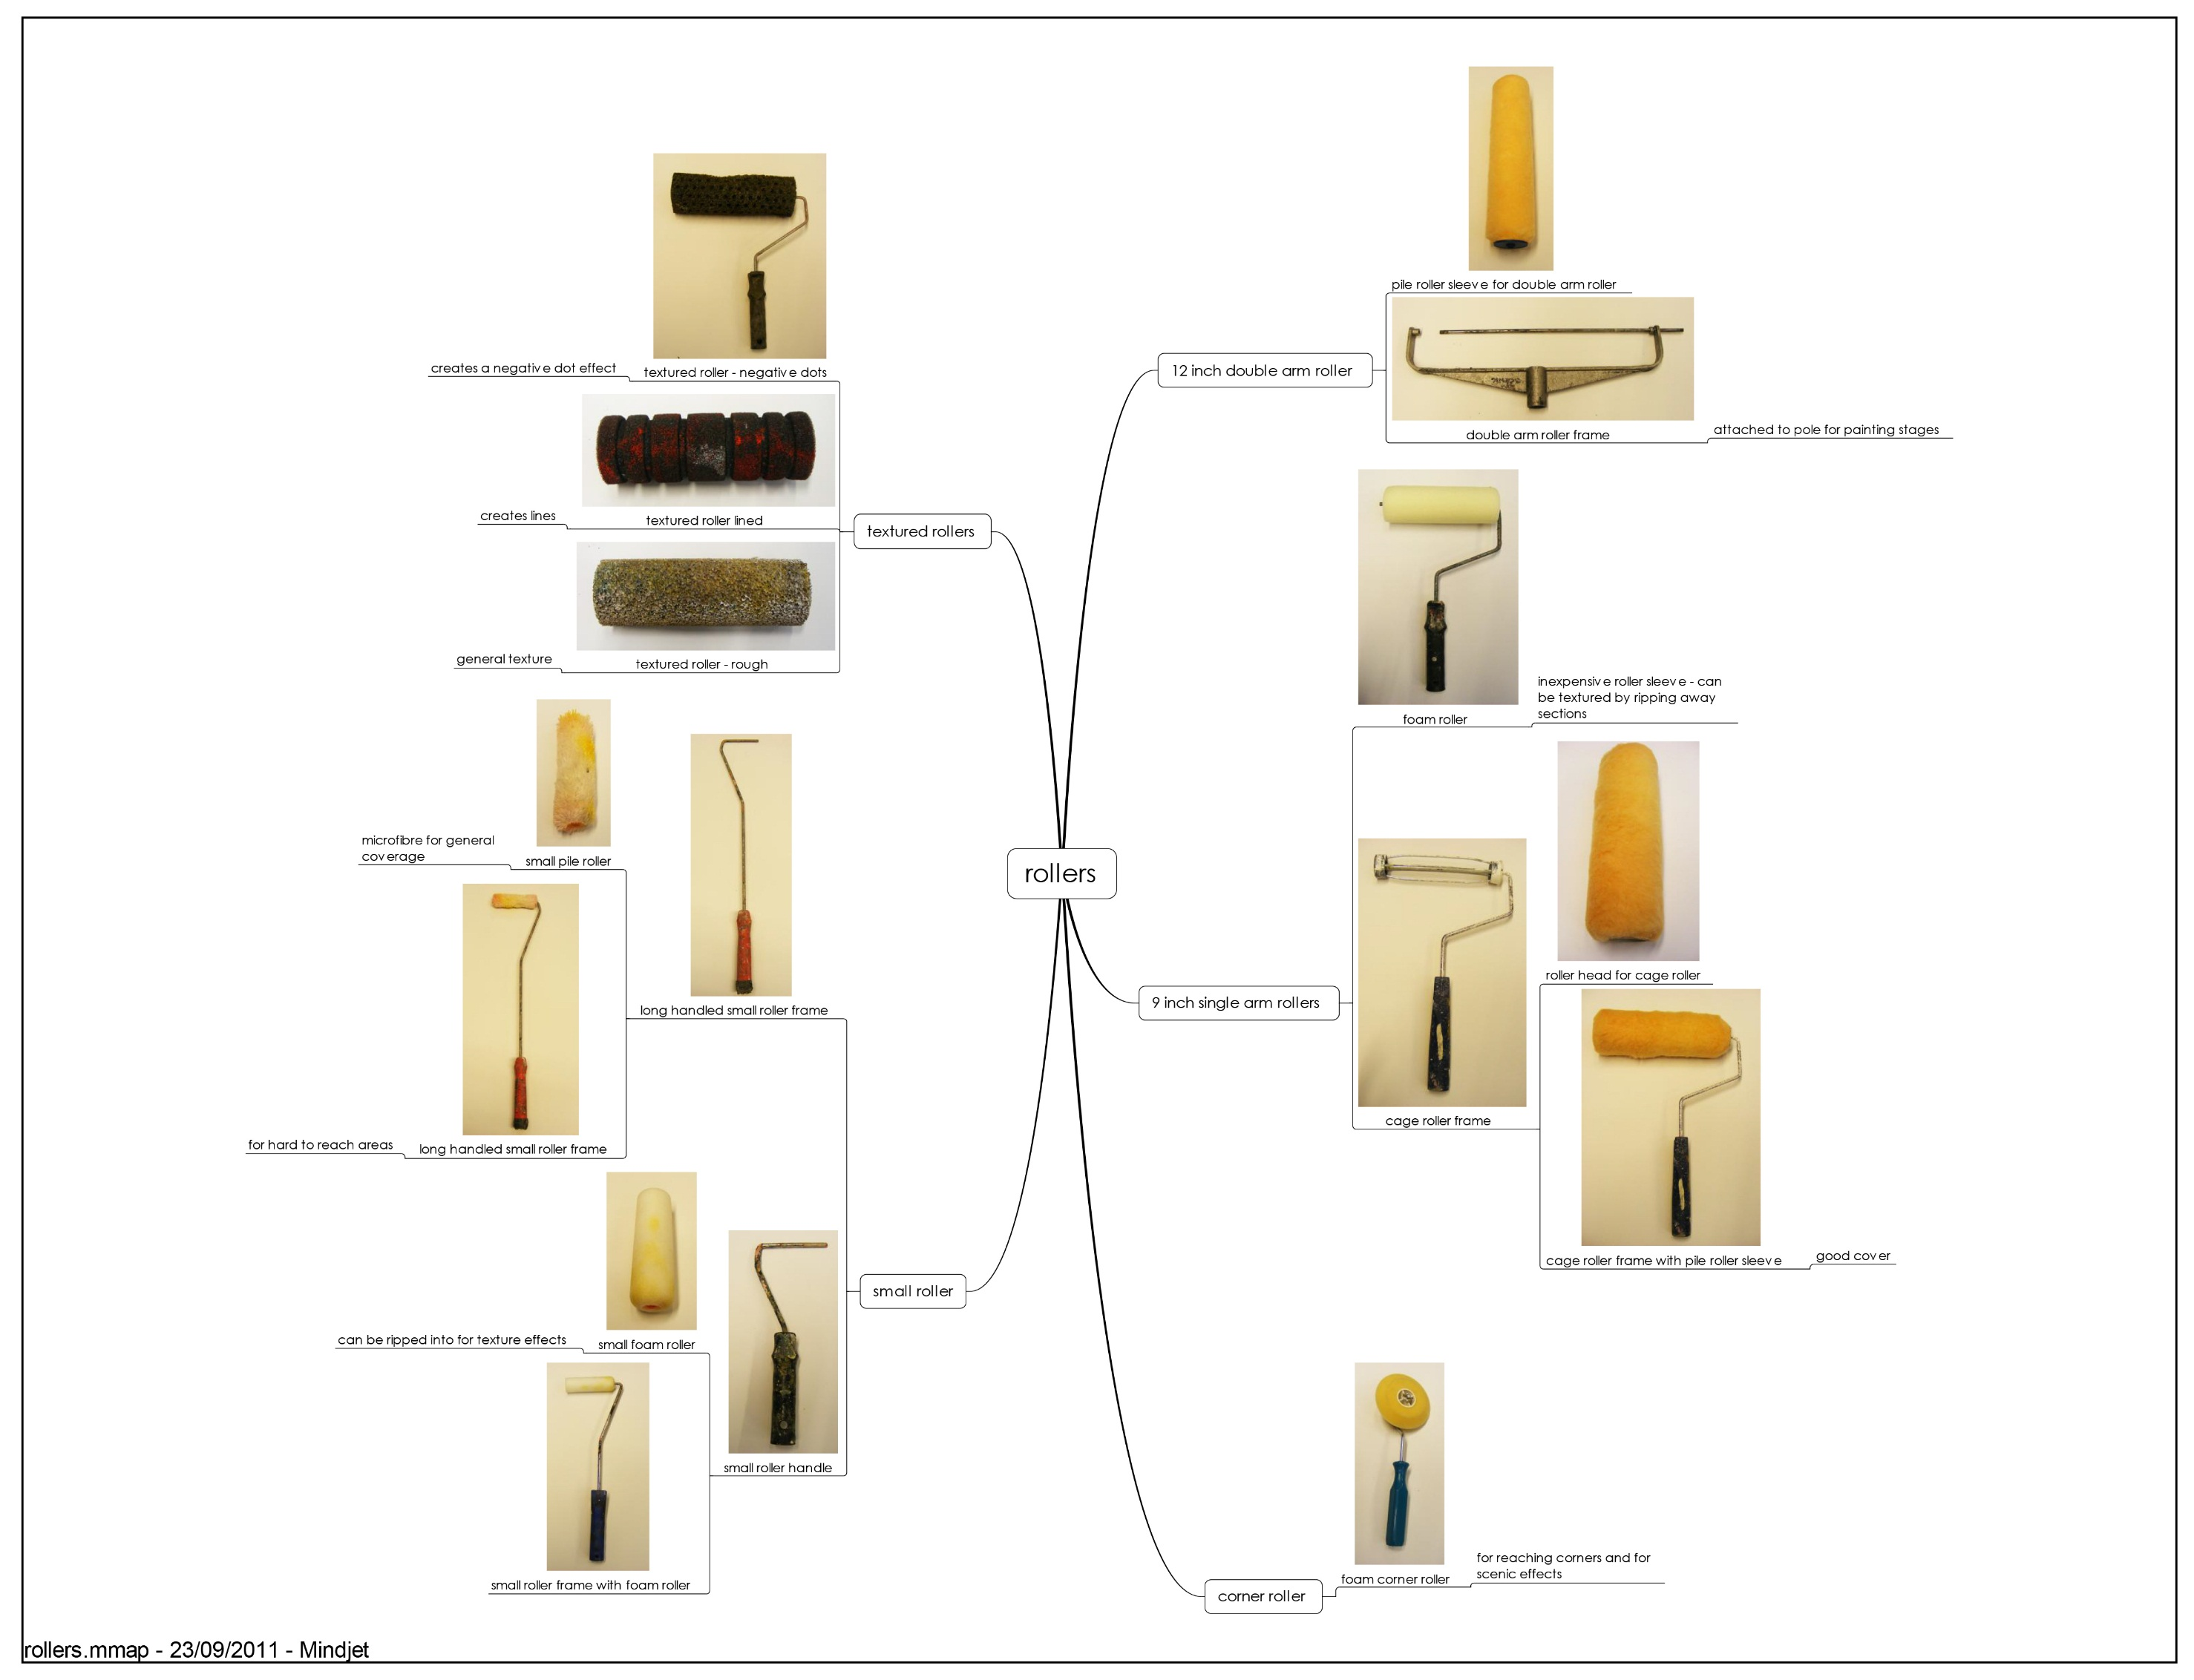 rollers
12 inch double arm roller
pile roller sleeve for double arm roller
double arm roller frame
attached to pole for painting stages
9 inch single arm rollers
foam roller
inexpensive roller sleeve - can
be textured by ripping away
sections
cage roller frame
roller head for cage roller
cage roller frame with pile roller sleeve
good cover
corner roller
foam corner roller
for reaching corners and for
scenic effects
textured rollers
textured roller - negative dots
creates a negative dot effect
textured roller lined
creates lines
textured roller - rough
general texture
small roller
long handled small roller frame
small pile roller
microfibre for general
coverage
long handled small roller frame
for hard to reach areas
small roller handle
small foam roller
can be ripped into for texture effects
small roller frame with foam roller
rollers.mmap - 23/09/2011 - Mindjet